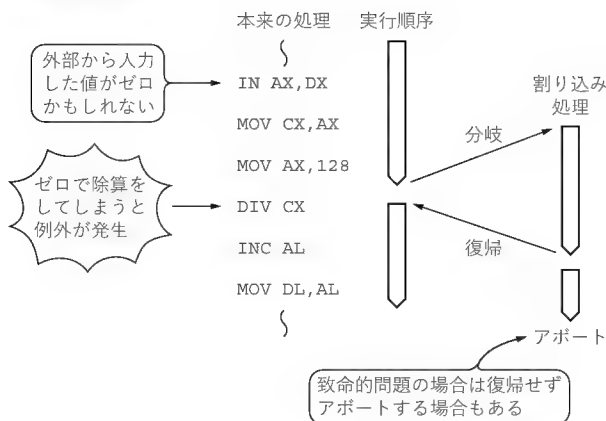 本来の処理
実行順序
外部から入力
した値がゼロ
かもしれない
IN AX,DX
MOV CX,AX
MOV AX,128
ゼロで除算を
してしまうと
例外が発生
DIV CX
INC AL
MOV DL,AL
分岐
復帰
割り込み
処理
アボート
致命的問題の場合は復帰せず
アボートする場合もある